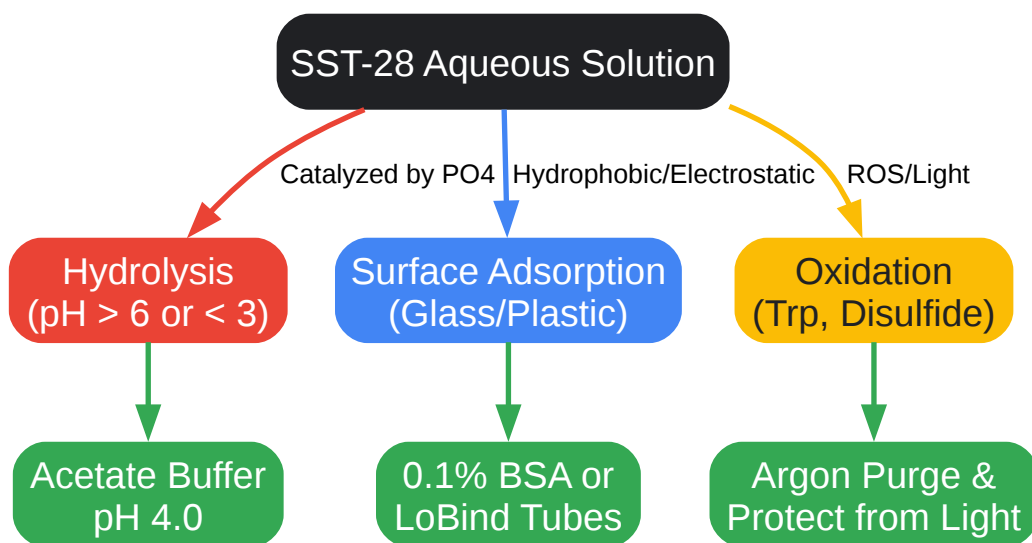 SST-28 Aqueous Solution
Catalyzed by PO4
Hydrophobic/Electrostatic
ROS/Light
Hydrolysis
(pH > 6 or < 3)
Surface Adsorption
(Glass/Plastic)
Oxidation
(Trp, Disulfide)
Acetate Buffer
pH 4.0
0.1% BSA or
LoBind Tubes
Argon Purge &
Protect from Light